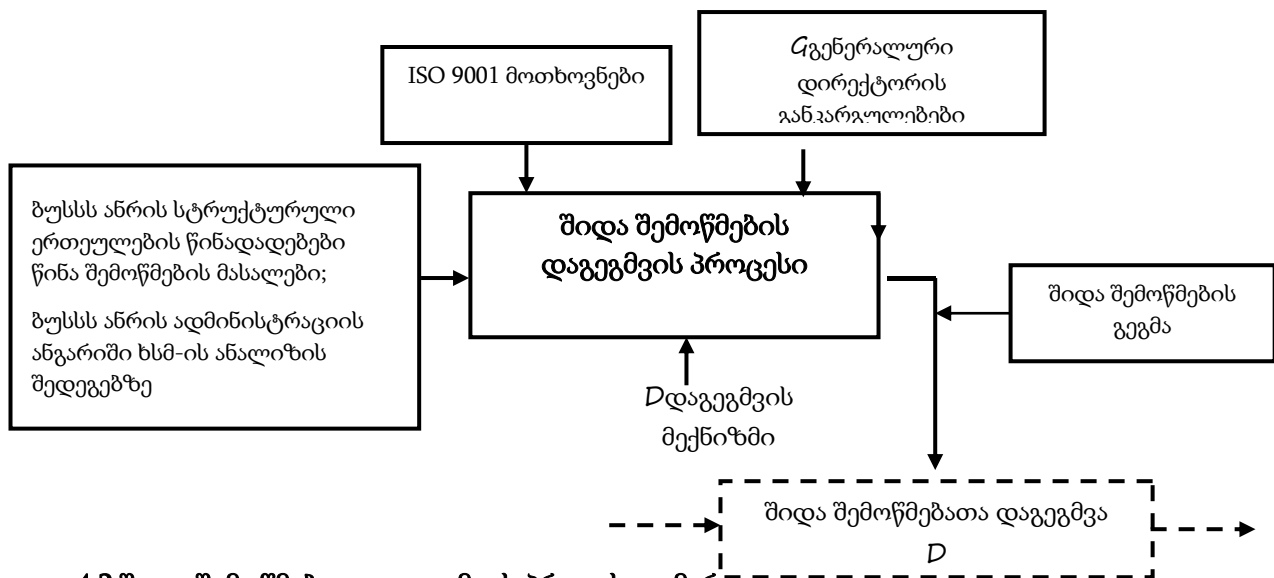 ISO 9001 მოთხოვნები
Gგენერალური
დირექტორის
განკარგულებები
ბუსსს ანრის სტრუქტურული
ერთეულების წინადადებები
წინა შემოწმების მასალები;
ბუსსს ანრის ადმინისტრაციის
ანგარიში ხსმ-ის ანალიზის
შედეგებზე
შიდა შემოწმების
დაგეგმვის პროცესი
შიდა შემოწმების
გეგმა
Dდაგეგმვის
მექნიზმი
შიდა შემოწმებათა დაგეგმვა
D